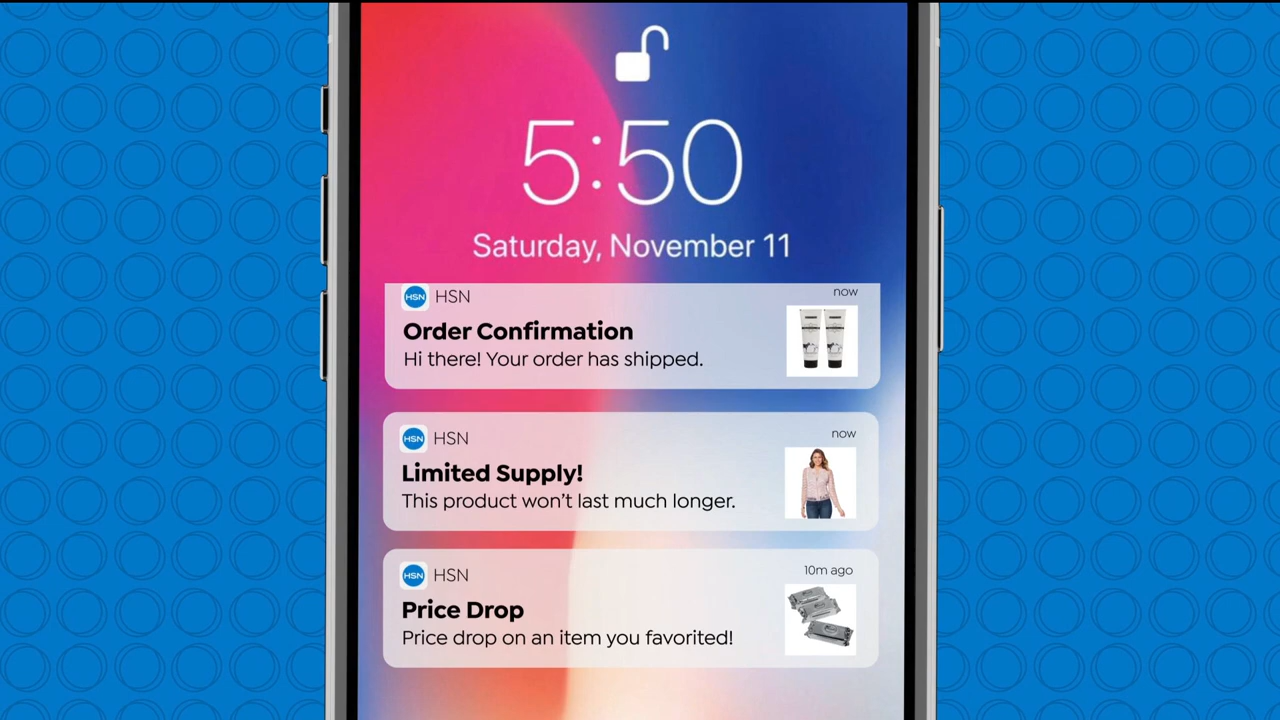 5:50
Saturday, November 11
HSN HSN now
Order Confirmation
Hi there! Your order has shipped.
HSN HSN now
Limited Supply!
This product won't last much longer.
HSN HSN 10m ago
Price Drop
Price drop on an item you favorited!